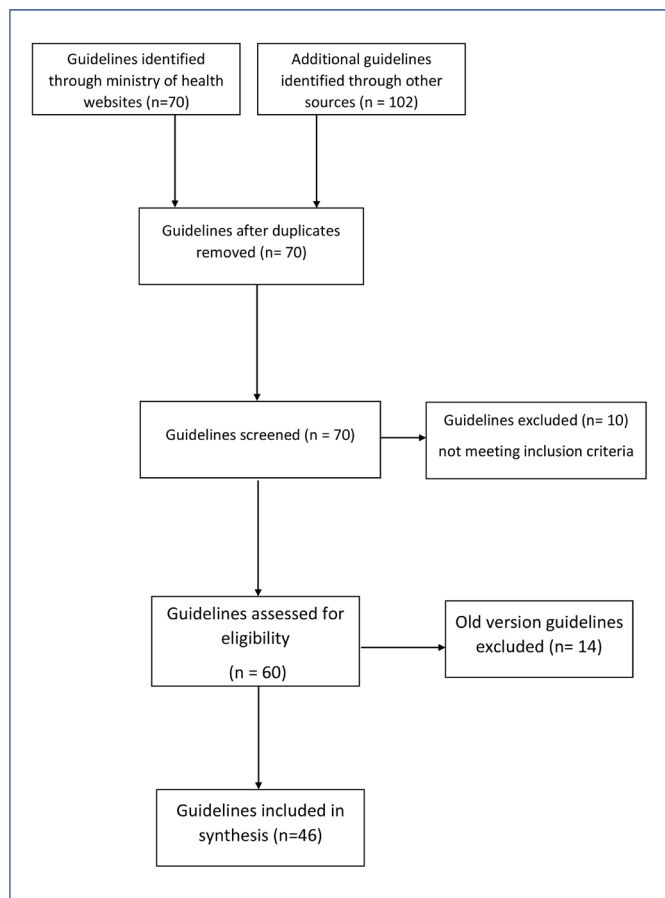 Guidelines identified
through ministry of health
websites (n=70)
Additional guidelines
identified through other
sources (n = 102)
Guidelines after duplicates
removed (n= 70)
Guidelines screened (n = 70)
Guidelines excluded (n= 10)
not meeting inclusion criteria
Guidelines assessed for
eligibility
(n = 60)
Old version guidelines
excluded (n= 14)
Guidelines included in
synthesis (n=46)